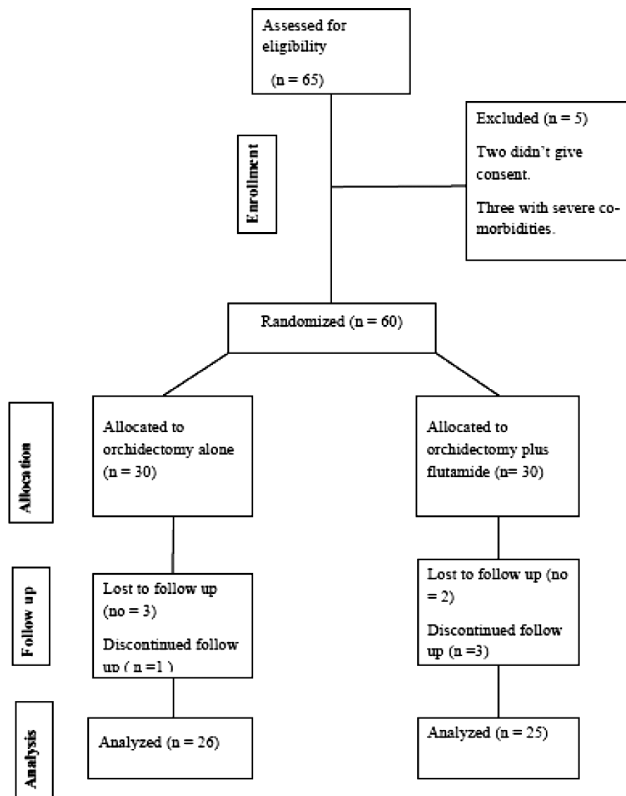 Assessed for
eligibility
(n = 65)
Excluded (n = 5)
Two didn't give
consent.
Three with severe co-
morbidities.
Enrollment
Randomized (n = 60)
Allocation
Allocated to
orchidectomy alone
(n = 30)
Allocated to
orchidectomy plus
flutamide (n= 30)
Follow up
Lost to follow up
(no = 3)
Discontinued follow
up ( n =1 )
Lost to follow up (no
= 2)
Discontinued follow
up (n =3)
Analysis
Analyzed (n = 26)
Analyzed (n = 25)